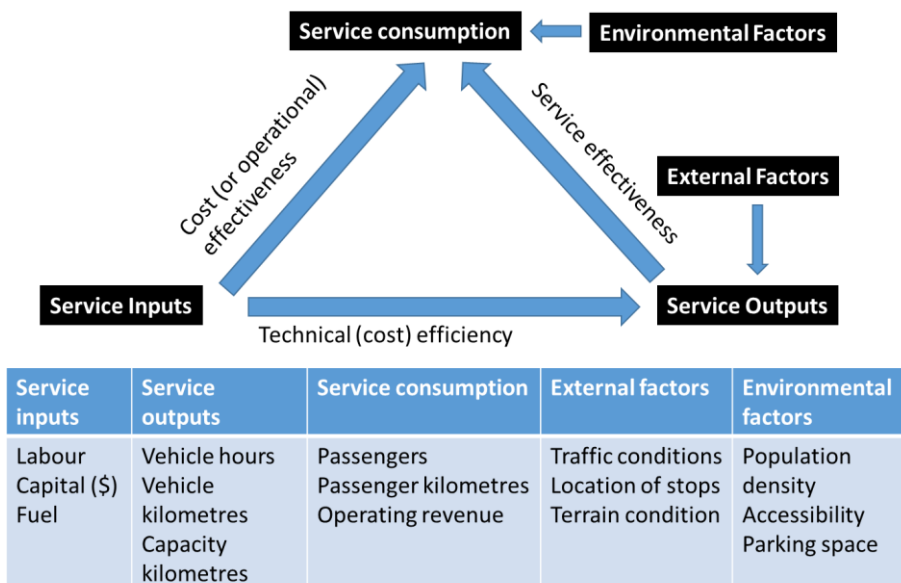 Service consumption
Environmental Factors
Cost (or operational)
effectiveness
Service effectiveness
External Factors
Service Inputs
Service Outputs
Technical (cost) efficiency
Service
inputs
Service
outputs
Service consumption
External factors
Environmental
factors
Labour
Capital ($)
Fuel
Vehicle hours
Vehicle
kilometres
Capacity
kilometres
Passengers
Passenger kilometres
Operating revenue
Traffic conditions
Location of stops
Terrain condition
Population
density
Accessibility
Parking space